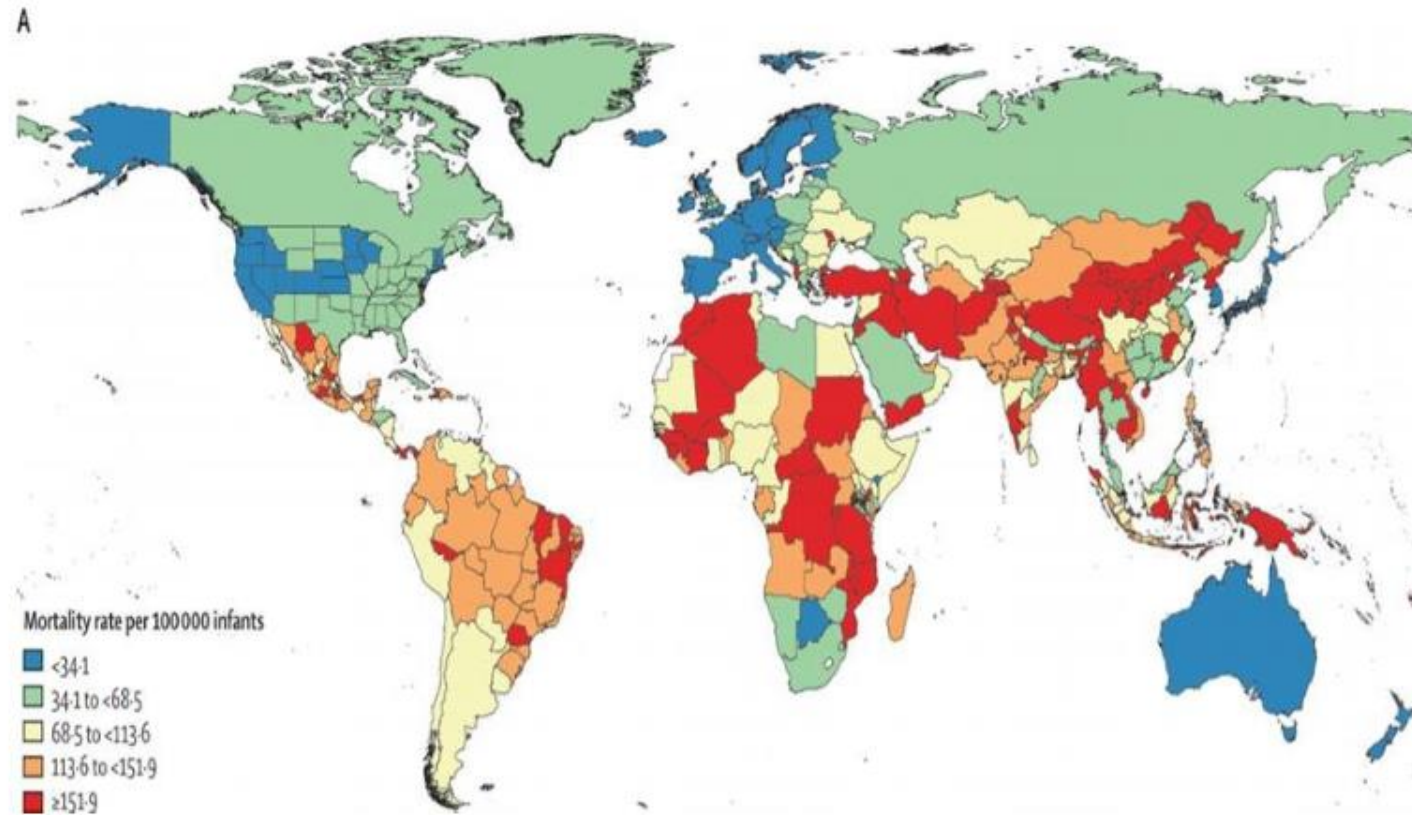 A
Mortality rate per 100 000 infants
<34·1
34·1 to <68·5
68·5 to <113·6
113·6 to <151·9
≥151·9